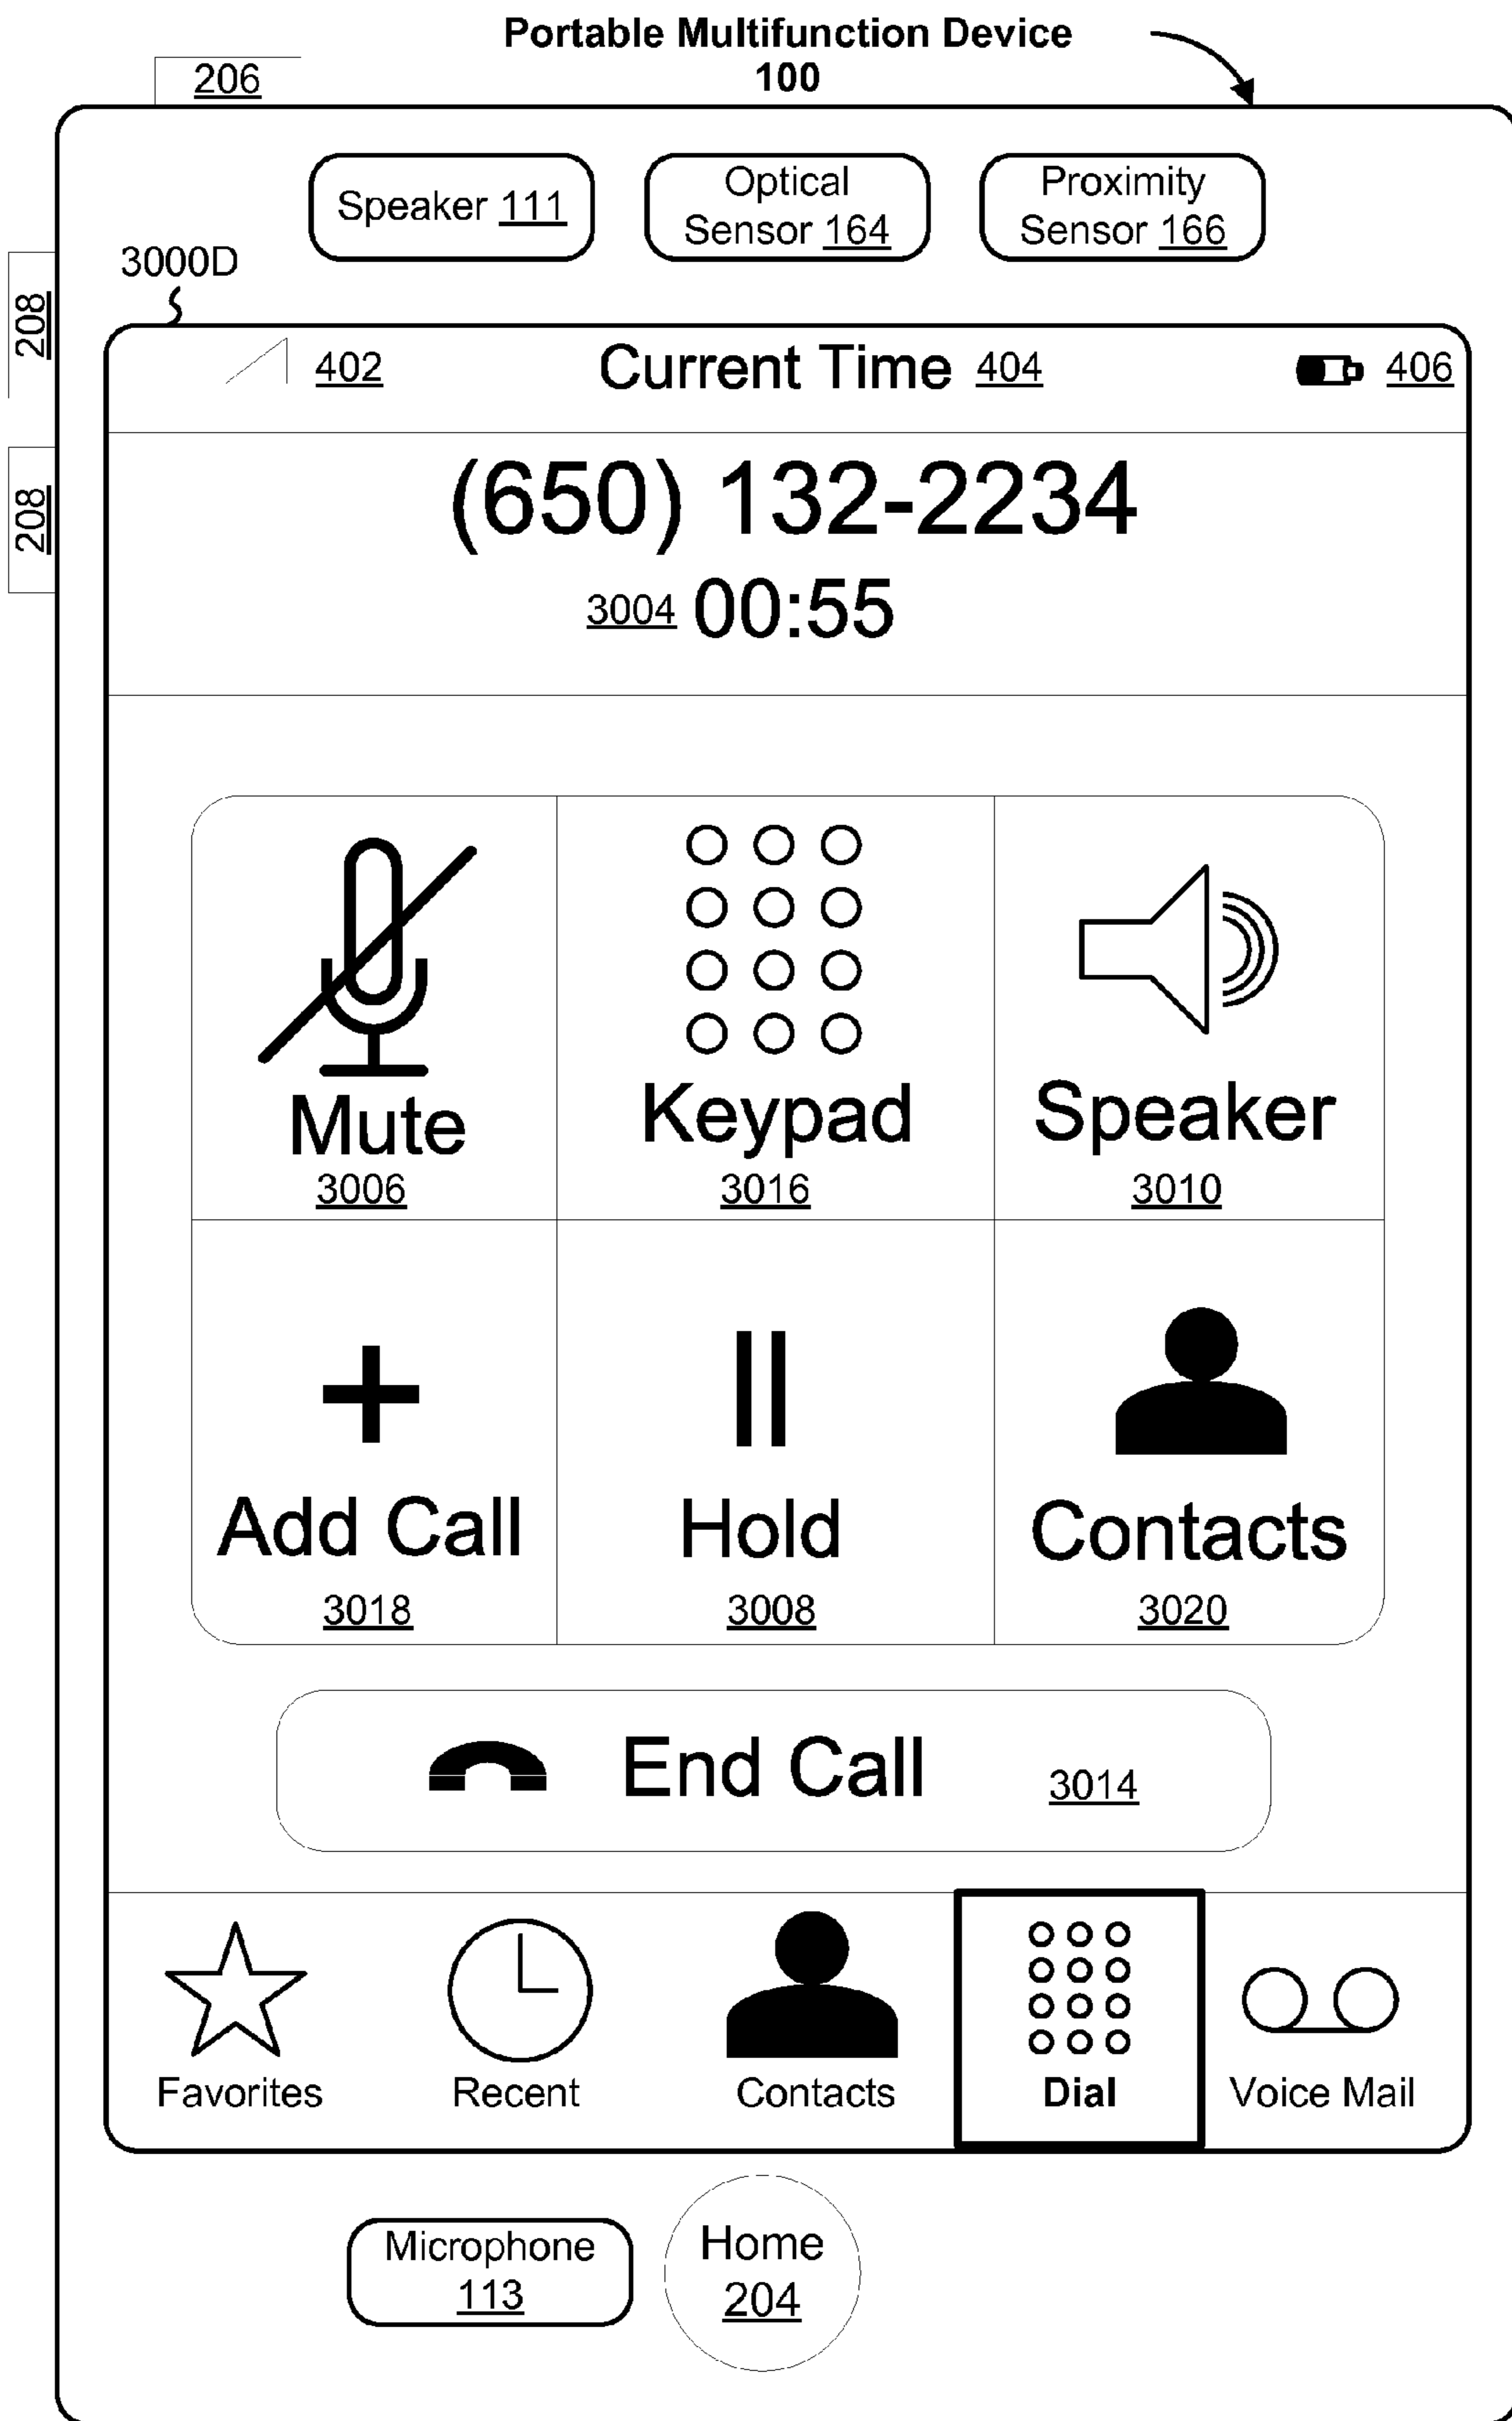 Portable Multifunction Device
100
206
Speaker 111
Optical
Sensor 164
Proximity
Sensor 166
3000D
208
402
Current Time 404
406
(650) 132-2234
208
3004 00:55
Mute
3006
Keypad
3016
Speaker
3010
Add Call
3018
Hold
3008
Contacts
3020
End Call 3014
Favorites
Recent
Contacts
Dial
Voice Mail
Microphone
113
Home
204